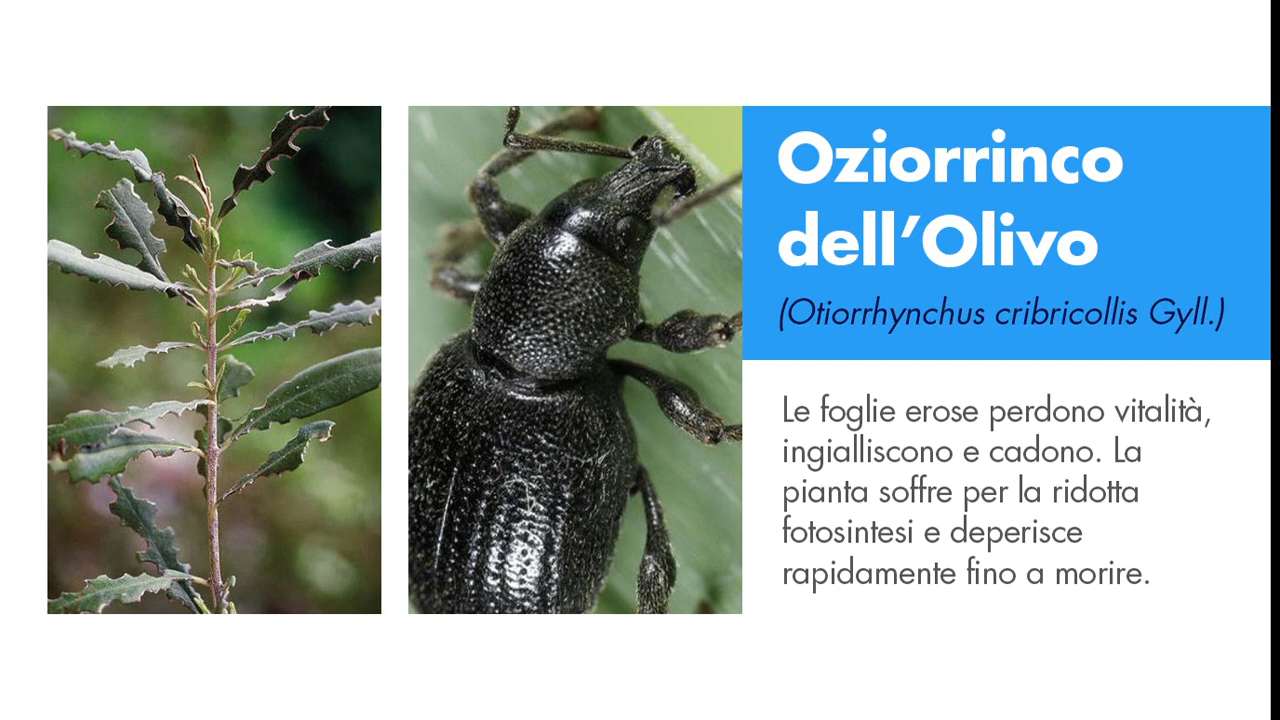 Oziorrinco
dell’Olivo
(Otiorrhynchus cribricollis Gyll.)
Le foglie erose perdono vitalità,
ingialliscono e cadono. La
pianta soffre per la ridotta
fotosintesi e deperisce
rapidamente fino a morire.